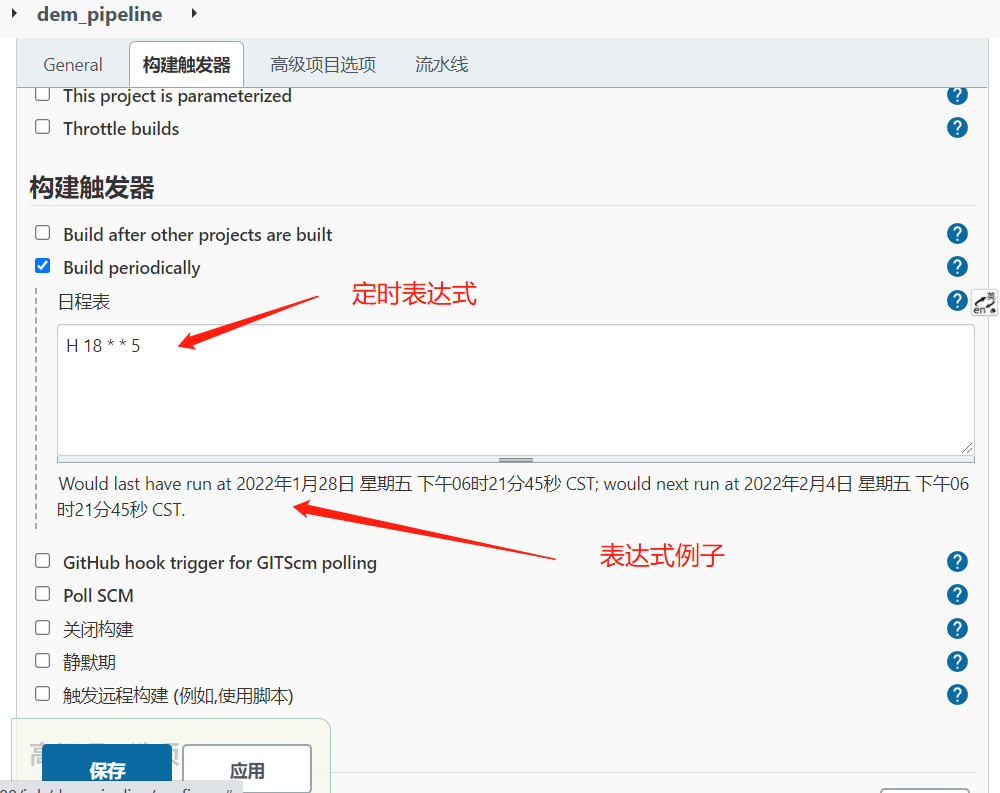 dem_pipeline
General 构建触发器 高级项目选项 流水线
This project is parameterized
Throttle builds
构建触发器
Build after other projects are built
Build periodically
日程表
定时表达式
英
en
H 18 * * 5
Would last have run at 2022年1月28日 星期五 下午06时21分45秒 CST; would next run at 2022年2月4日 星期五 下午06
时21分45秒 CST.
表达式例子
GitHub hook trigger for GITScm polling
Poll SCM
关闭构建
静默期
触发远程构建 (例如,使用脚本)
保存 应用